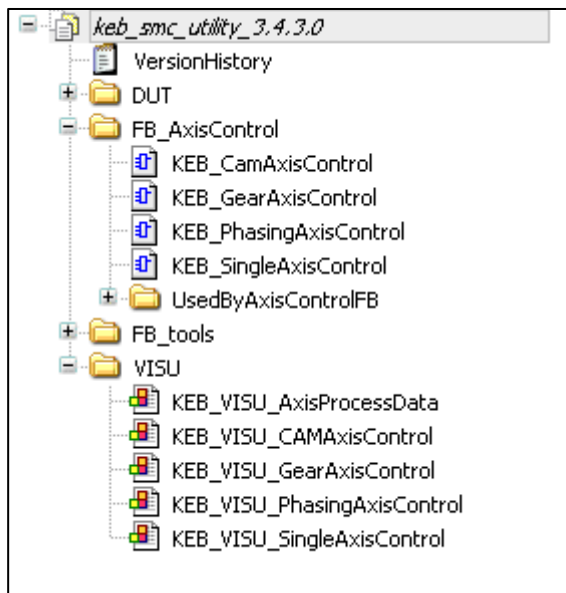 keb_smc_utility_3.4.3.0
VersionHistory
DUT
FB_AxisControl
KEB_CamAxisControl
KEB_GearAxisControl
KEB_PhasingAxisControl
KEB_SingleAxisControl
UsedByAxisControlFB
FB_tools
VISU
KEB_VISU_AxisProcessData
KEB_VISU_CAMAxisControl
KEB_VISU_GearAxisControl
KEB_VISU_PhasingAxisControl
KEB_VISU_SingleAxisControl